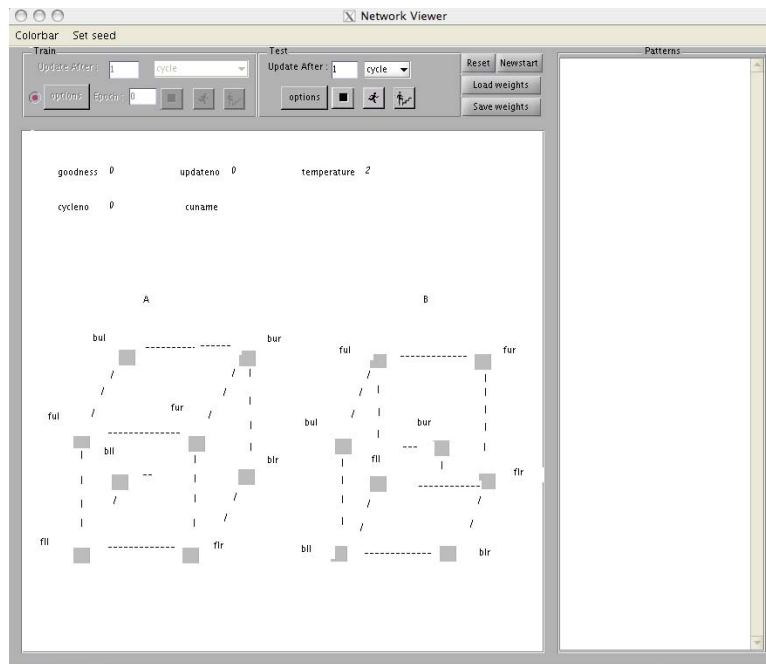 X Network Viewer
Colorbar Set seed
Train Test Patterns
Update After : 1 cycle Update After : 1 cycle Reset Newstart
options Epoch : 0 options Load weights
Save weights
goodness 0 updateno 0 temperature 2
cycleno 0 cuname
A B
bul bur
ful fur
ful fur
bul bur
bll
blr fll
flr
fll flr
bll blr